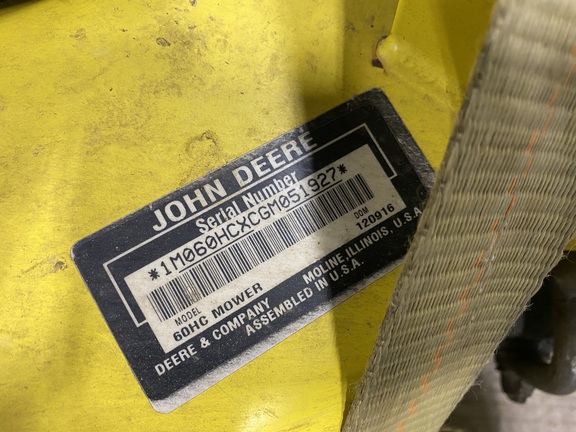 JOHN DEERE
Serial Number
*1M060HCXCGM051927*
MODEL DOM
60HC MOWER 120916
DEERE & COMPANY MOLINE, ILLINOIS, U.S.A.
ASSEMBLED IN U.S.A.